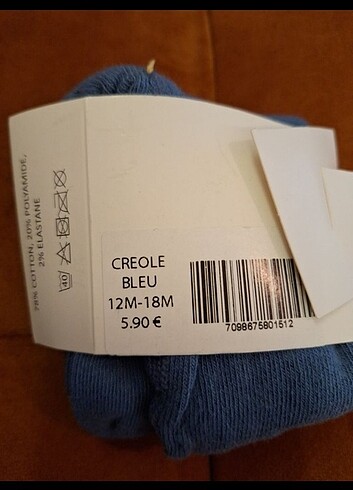 78% COTTON, 20% POLYAMIDE,
2% ELASTANE
40
CREOLE
BLEU
12M-18M
5.90 €
7098675801512